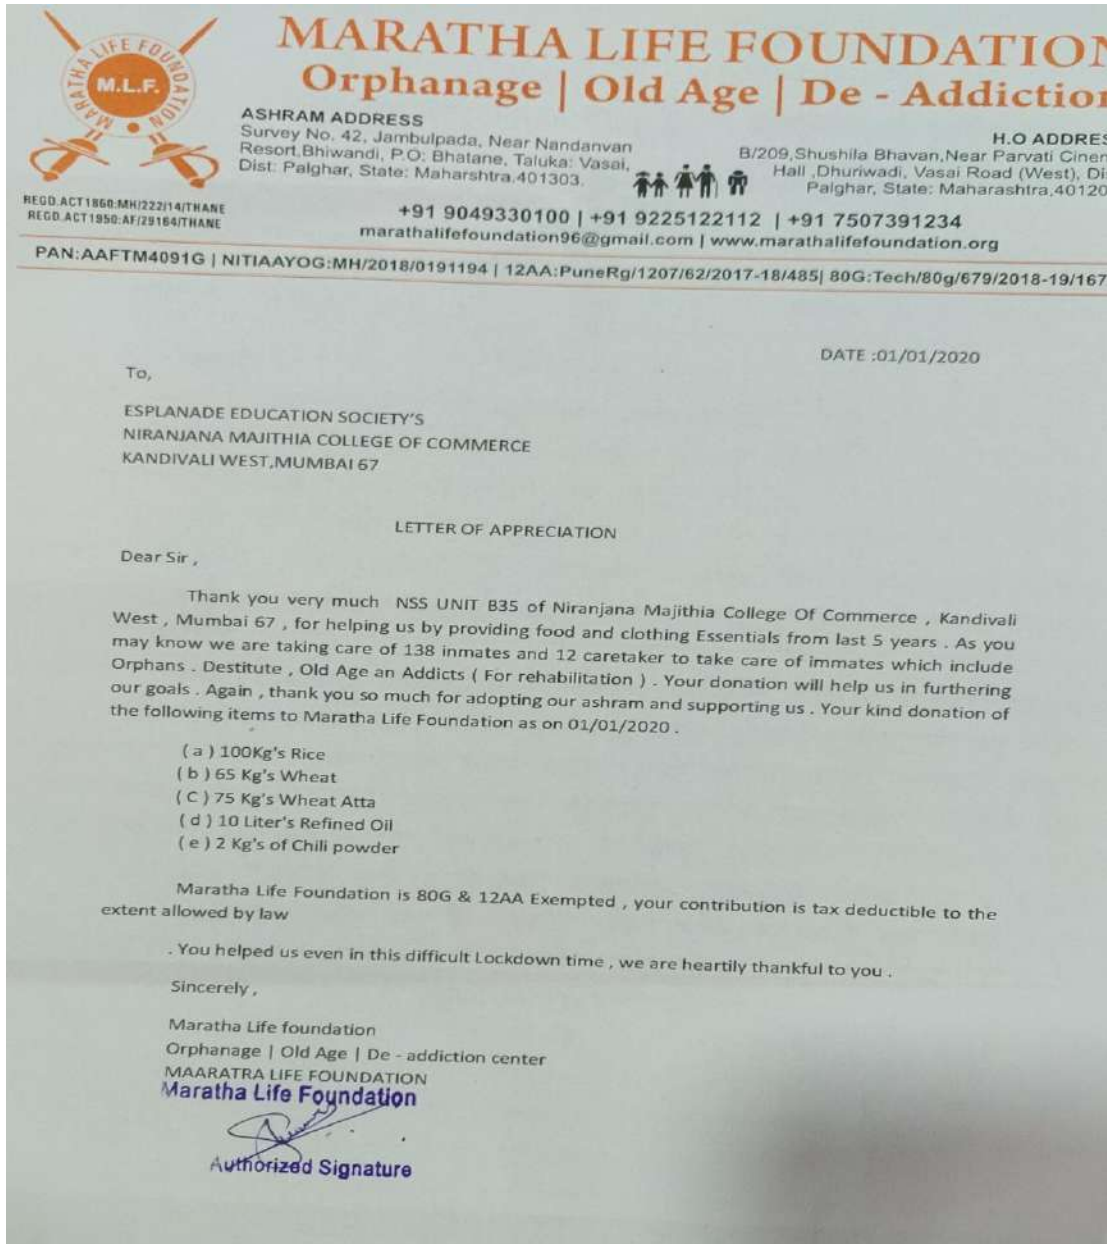 MARATHA LIFE FOUNDATION
M.L.F.
MARATHA LIFE FOUNDATION
Orphanage | Old Age | De - Addiction
ASHRAM ADDRESS
Survey No. 42, Jambulpada, Near Nandanvan
Resort,Bhiwandi, P.O: Bhatane, Taluka: Vasai,
Dist: Palghar, State: Maharshtra.401303.
H.O ADDRES
B/209,Shushila Bhavan,Near Parvati Cinem
Hall ,Dhuriwadi, Vasai Road (West), Di
Palghar, State: Maharashtra,40120
REGD.ACT1860:MH/222/14/THANE
REGD.ACT1950:AF/29164/THANE
+91 9049330100 | +91 9225122112 | +91 7507391234
marathalifefoundation96@gmail.com | www.marathalifefoundation.org
PAN:AAFTM4091G | NITIAAYOG:MH/2018/0191194 | 12AA:PuneRg/1207/62/2017-18/485| 80G:Tech/80g/679/2018-19/167
DATE :01/01/2020
To,
ESPLANADE EDUCATION SOCIETY'S
NIRANJANA MAJITHIA COLLEGE OF COMMERCE
KANDIVALI WEST,MUMBAI 67
LETTER OF APPRECIATION
Dear Sir ,
Thank you very much NSS UNIT B35 of Niranjana Majithia College Of Commerce , Kandivali
West , Mumbai 67 , for helping us by providing food and clothing Essentials from last 5 years . As you
may know we are taking care of 138 inmates and 12 caretaker to take care of immates which include
Orphans . Destitute , Old Age an Addicts ( For rehabilitation ) . Your donation will help us in furthering
our goals . Again , thank you so much for adopting our ashram and supporting us . Your kind donation of
the following items to Maratha Life Foundation as on 01/01/2020 .
( a ) 100Kg's Rice
( b ) 65 Kg's Wheat
( C ) 75 Kg's Wheat Atta
( d ) 10 Liter's Refined Oil
( e ) 2 Kg's of Chili powder
Maratha Life Foundation is 80G & 12AA Exempted , your contribution is tax deductible to the
extent allowed by law
. You helped us even in this difficult Lockdown time , we are heartily thankful to you .
Sincerely ,
Maratha Life foundation
Orphanage | Old Age | De - addiction center
MAARATRA LIFE FOUNDATION
Maratha Life Foundation
Authorized Signature